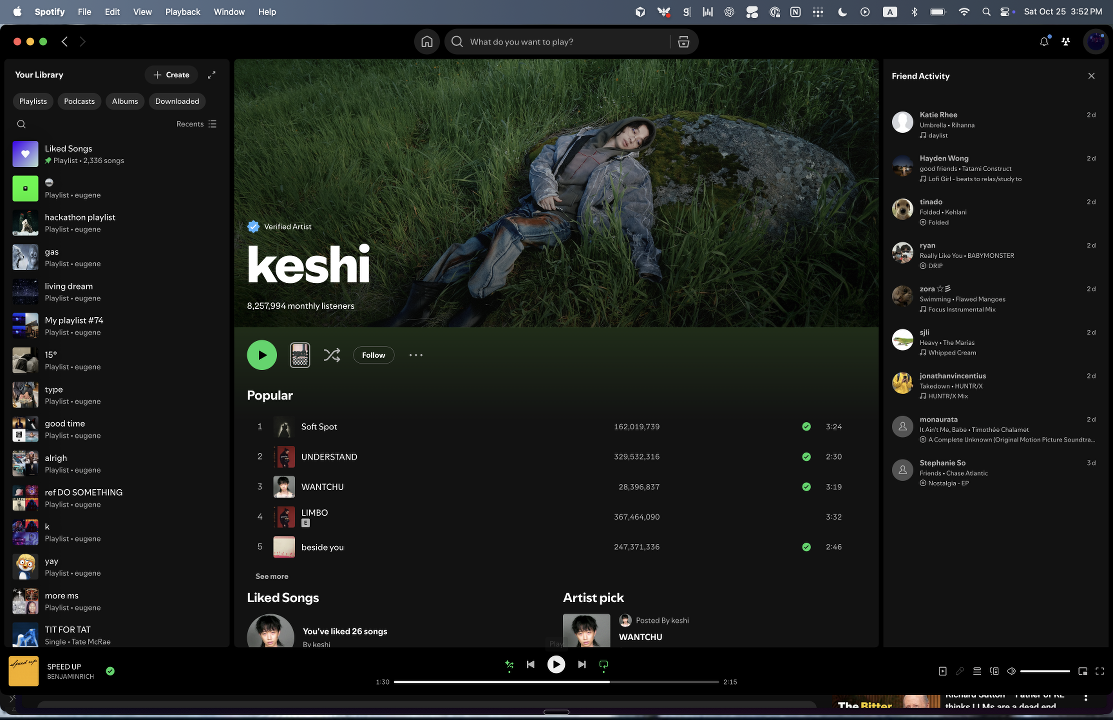 Spotify File Edit View Playback Window Help
Sat Oct 25 3:52 PM
What do you want to play?
Your Library
Create
Playlists Podcasts Albums Downloaded
Recents
Liked Songs
Playlist • 2,336 songs
Playlist • eugene
hackathon playlist
Playlist • eugene
gas
Playlist • eugene
living dream
Playlist • eugene
My playlist #74
Playlist • eugene
15°
Playlist • eugene
type
Playlist • eugene
good time
Playlist • eugene
alrigh
Playlist • eugene
ref DO SOMETHING
Playlist • eugene
k
Playlist • eugene
yay
Playlist • eugene
more ms
Playlist • eugene
TIT FOR TAT
Single • Tate McRae
Verified Artist
keshi
8,257,994 monthly listeners
Follow
Popular
1 Soft Spot 162,019,739 3:24
2 UNDERSTAND 329,532,316 2:30
3 WANTCHU 28,396,837 3:19
4 LIMBO 367,464,090 3:32
E
5 beside you 247,371,336 2:46
See more
Liked Songs
You've liked 26 songs
By keshi
Artist pick
Posted By keshi
WANTCHU
Friend Activity
Katie Rhee 2 d
Umbrella • Rihanna
daylist
Hayden Wong 2 d
good friends • Tatami Construct
Lofi Girl - beats to relax/study to
tinado 2 d
Folded • Kehlani
Folded
ryan 2 d
Really Like You • BABYMONSTER
DRIP
zora ☆彡 2 d
Swimming • Flawed Mangoes
Focus Instrumental Mix
sjli 2 d
Heavy • The Marías
Whipped Cream
jonathanvincentius 2 d
Takedown • HUNTR/X
HUNTR/X Mix
monaurata 2 d
It Ain't Me, Babe • Timothée Chalamet
A Complete Unknown (Original Motion Picture Soundtra...
Stephanie So 3 d
Friends • Chase Atlantic
Nostalgia - EP
speed up
SPEED UP
BENJAMINRICH
1:30
2:15
The Bitter
Richard Sutton – Father of RL
thinks LLMs are a dead end